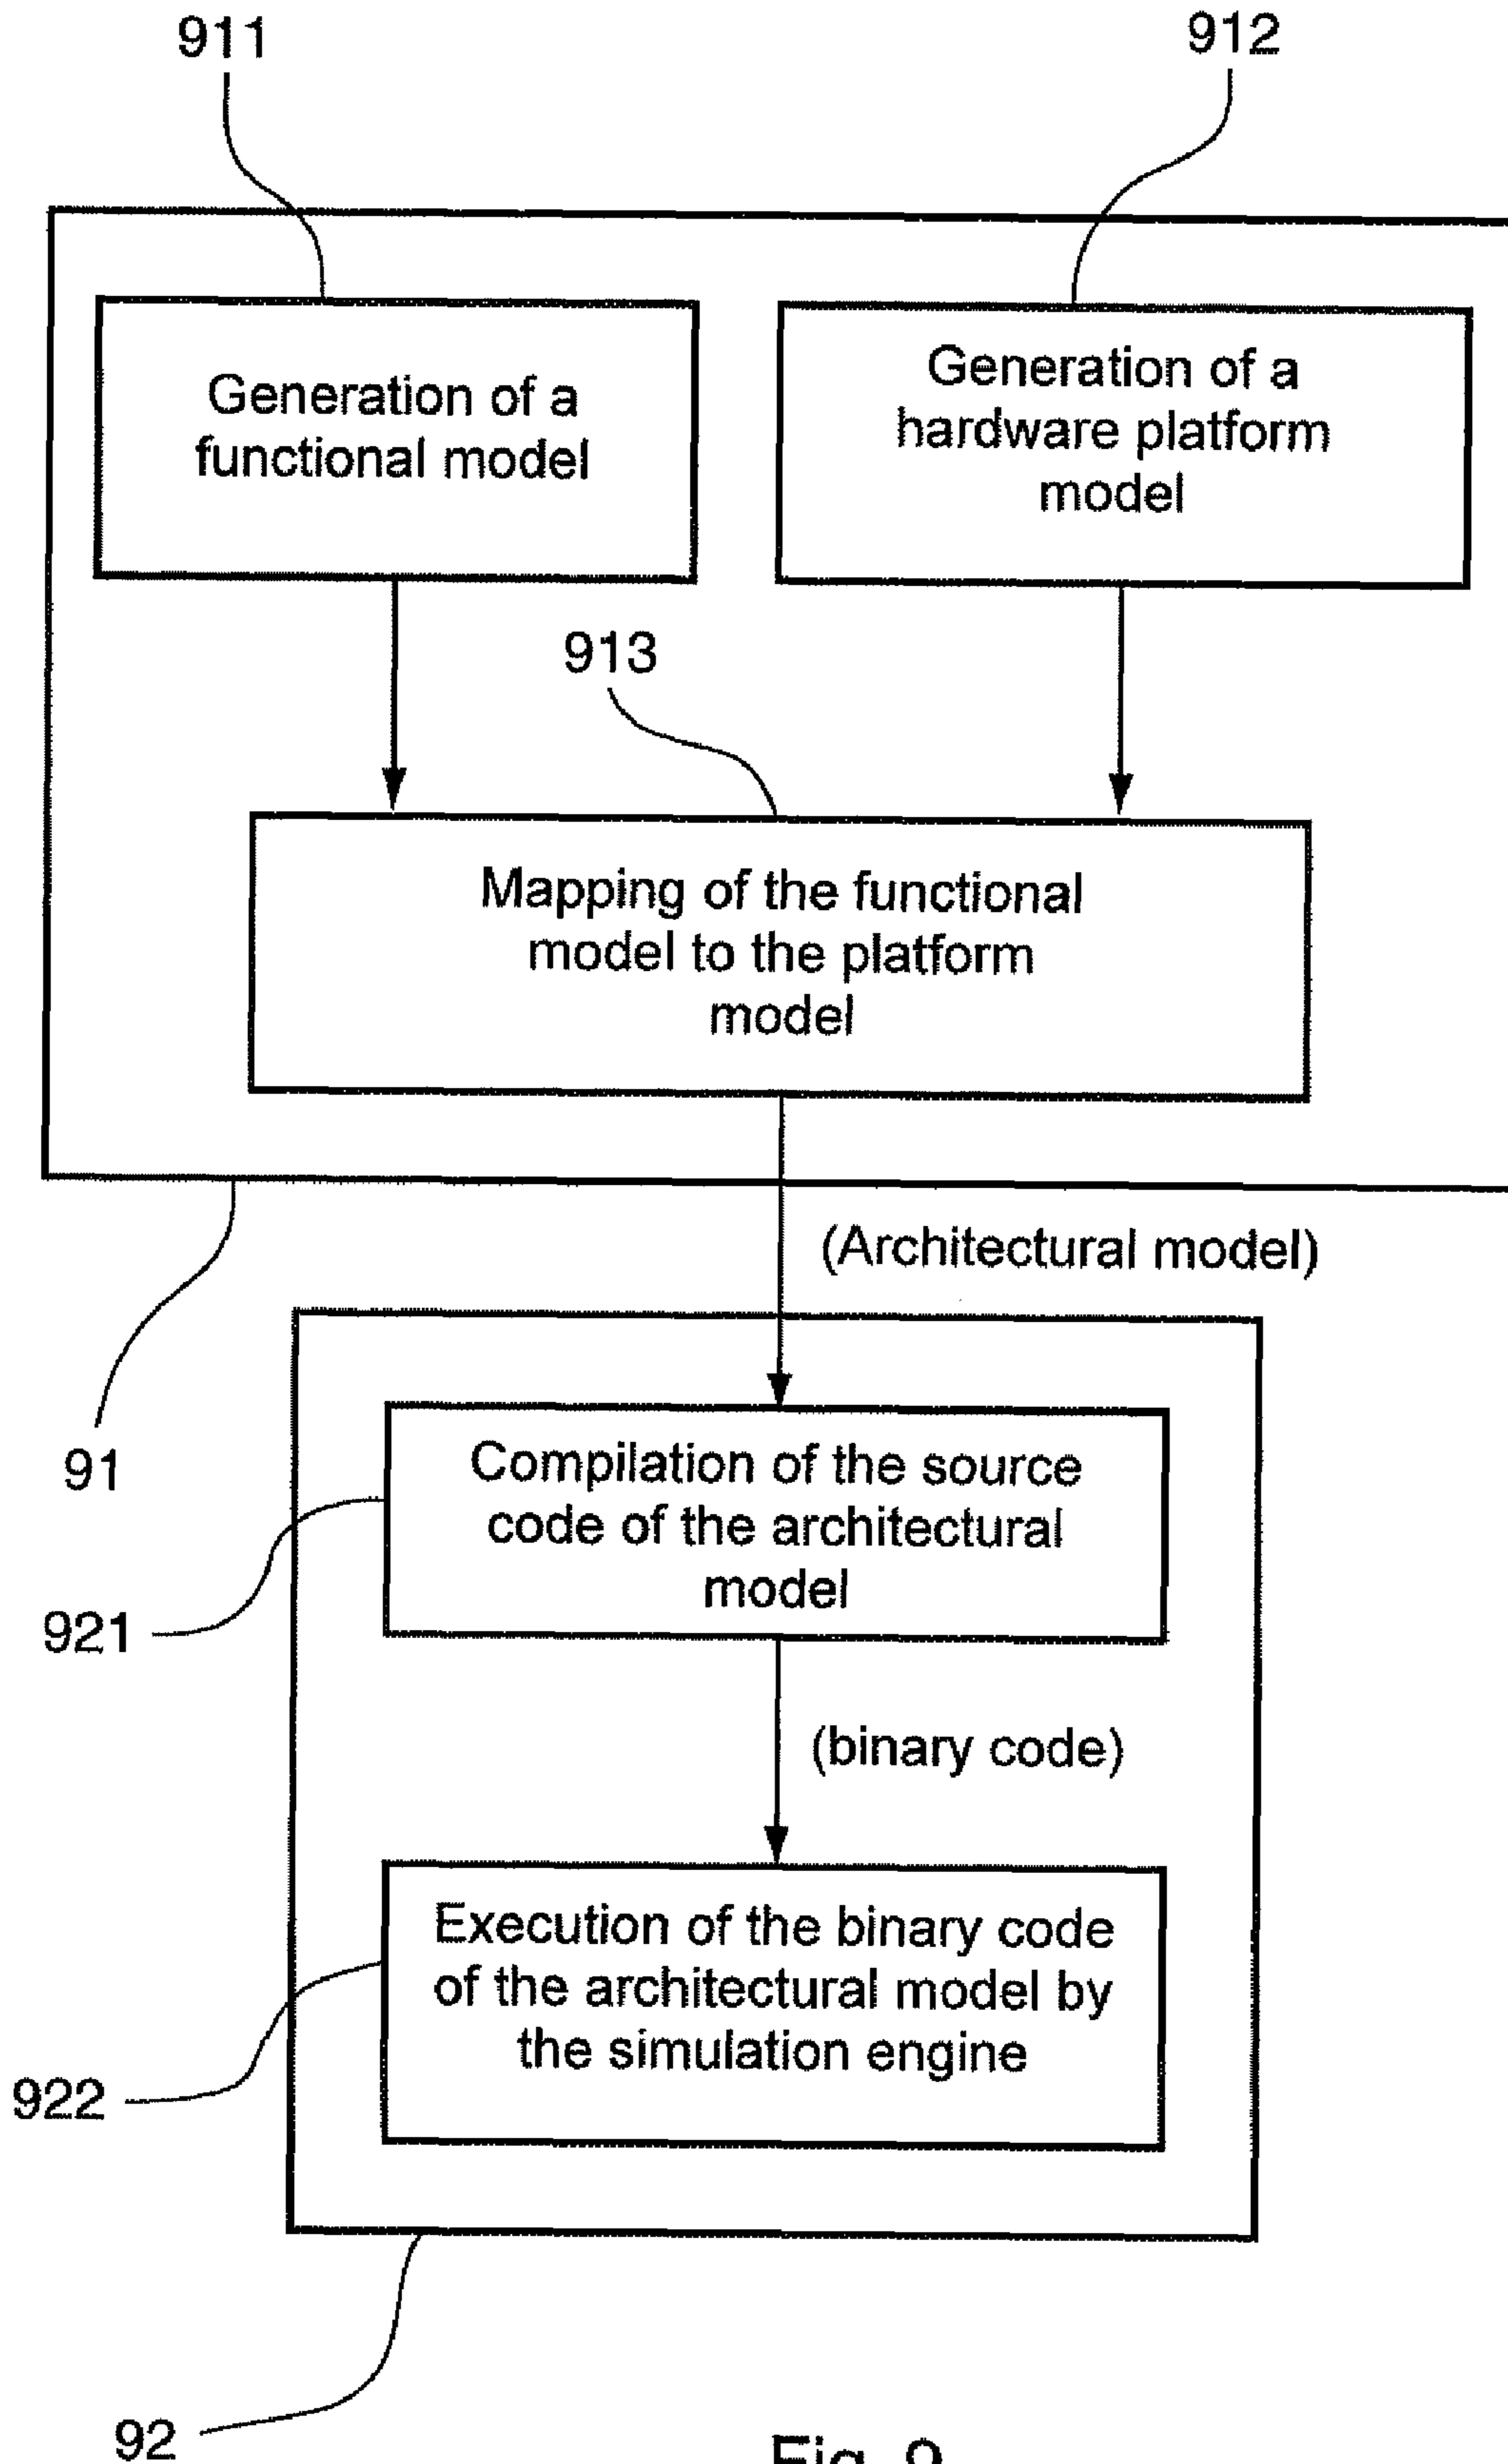 911
912
Generation of a
functional model
Generation of a
hardware platform
model
913
Mapping of the functional
model to the platform
model
(Architectural model)
91
Compilation of the source
code of the architectural
model
921
(binary code)
Execution of the binary code
of the architectural model by
the simulation engine
922
92
Fig. 9